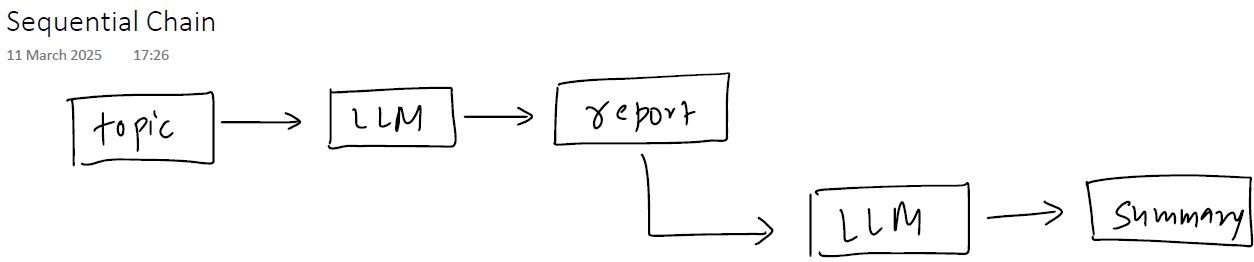 Sequential Chain
11 March 2025 17:26
topic
LLM
report
LLM
Summary